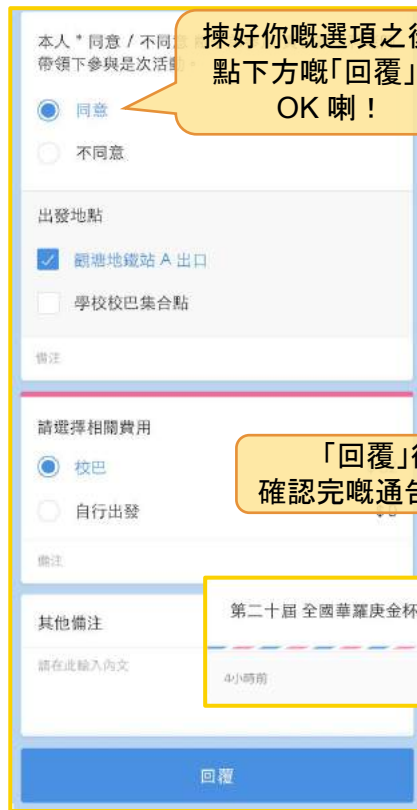 本人 * 同意 / 不同
帶領下參與是次活動
揀好你嘅選項之後
點下方嘅「回覆」
OK 喇！
同意
不同意
出發地點
觀塘地鐵站 A 出口
學校校巴集合點
備注
請選擇相關費用
校巴
自行出發
「回覆」後
確認完嘅通告
備注
其他備注
請在此輸入內文
第二十屆 全國華羅庚金杯
4小時前
回覆